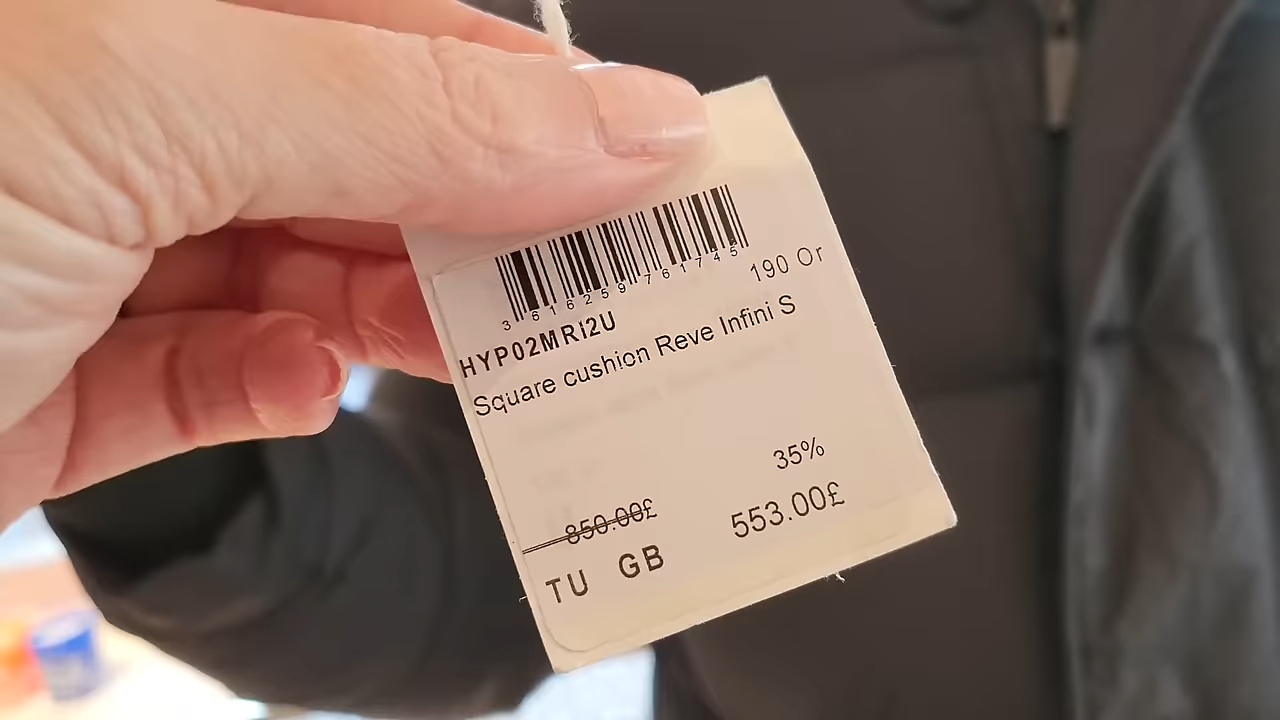 3 616259 761745
190 Or
HYP02MRI2U
Square cushion Reve Infini S
35%
850.00£
553.00£
TU GB